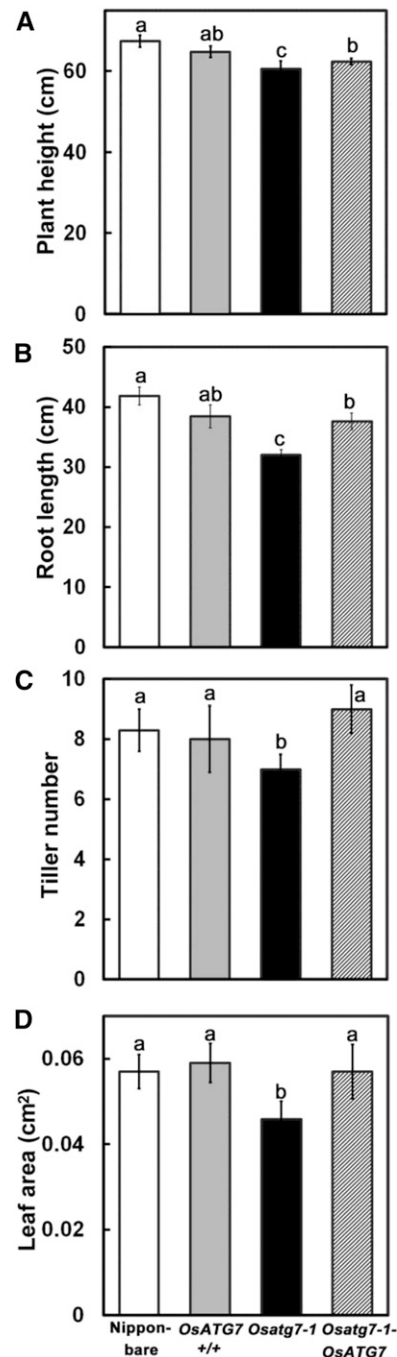 A
Plant height (cm)
60
40
20
0
a
ab
c
b
B
Root length (cm)
50
40
30
20
10
0
a
ab
c
b
C
Tiller number
10
8
6
4
2
0
a
a
b
a
D
Leaf area (cm²)
0.06
0.04
0.02
0
a
a
b
a
Nippon- OsATG7 Osatg7-1 Osatg7-1-
bare +/+ OsATG7